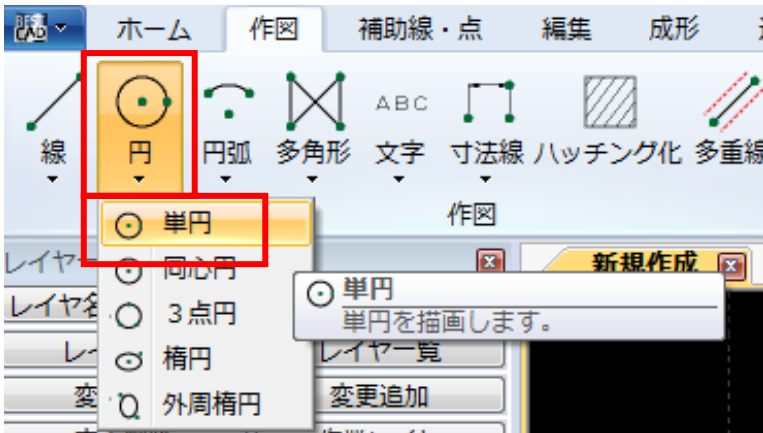 ホーム
作図
補助線・点
編集
成形
線
円
円弧
多角形
ABC
文字
寸法線
ハッチング化
多重線
作図
単円
同心円
3点円
楕円
外周楕円
単円
単円を描画します。
レイヤー
新規作成
レイヤ名
レイヤ一覧
変更追加